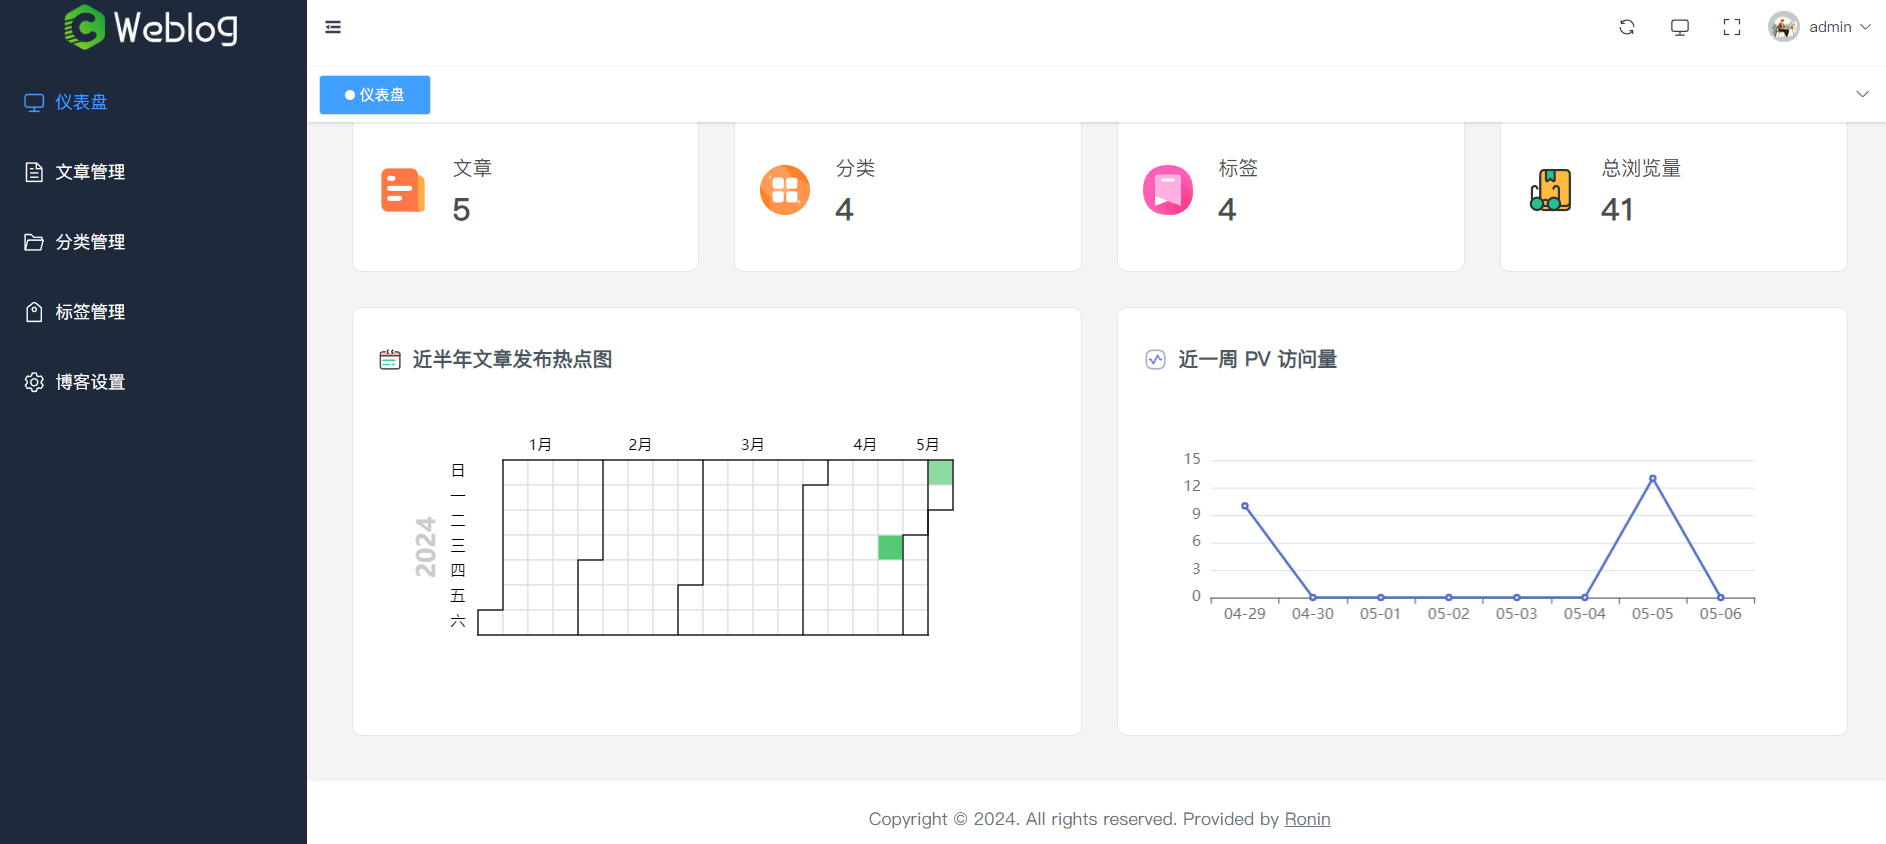 Weblog
仪表盘
文章管理
分类管理
标签管理
博客设置
admin
仪表盘
文章
5
分类
4
标签
4
总浏览量
41
近半年文章发布热点图
1月 2月 3月 4月 5月
2024
日
一
二
三
四
五
六
近一周 PV 访问量
15
12
9
6
3
0
04-29 04-30 05-01 05-02 05-03 05-04 05-05 05-06
Copyright © 2024. All rights reserved. Provided by Ronin